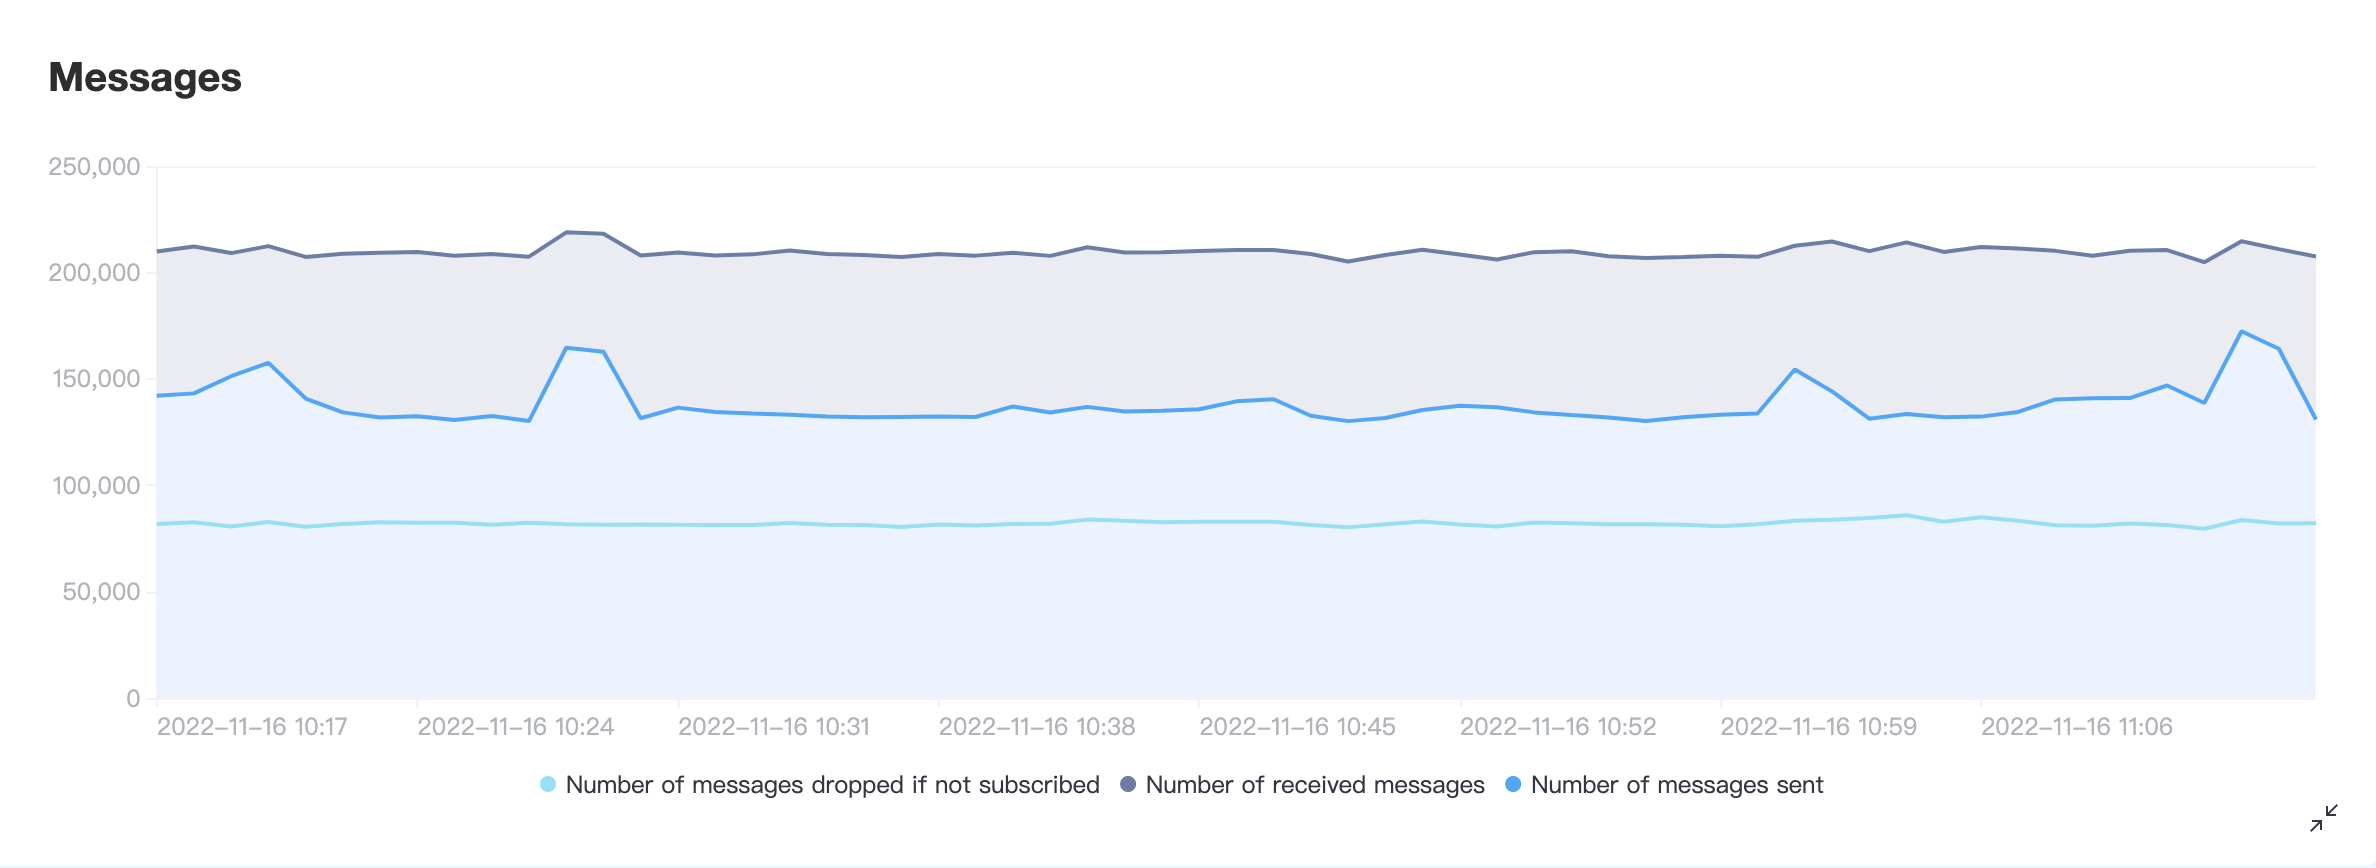 Messages
250,000
200,000
150,000
100,000
50,000
0
2022-11-16 10:17 2022-11-16 10:24 2022-11-16 10:31 2022-11-16 10:38 2022-11-16 10:45 2022-11-16 10:52 2022-11-16 10:59 2022-11-16 11:06
Number of messages dropped if not subscribed Number of received messages Number of messages sent